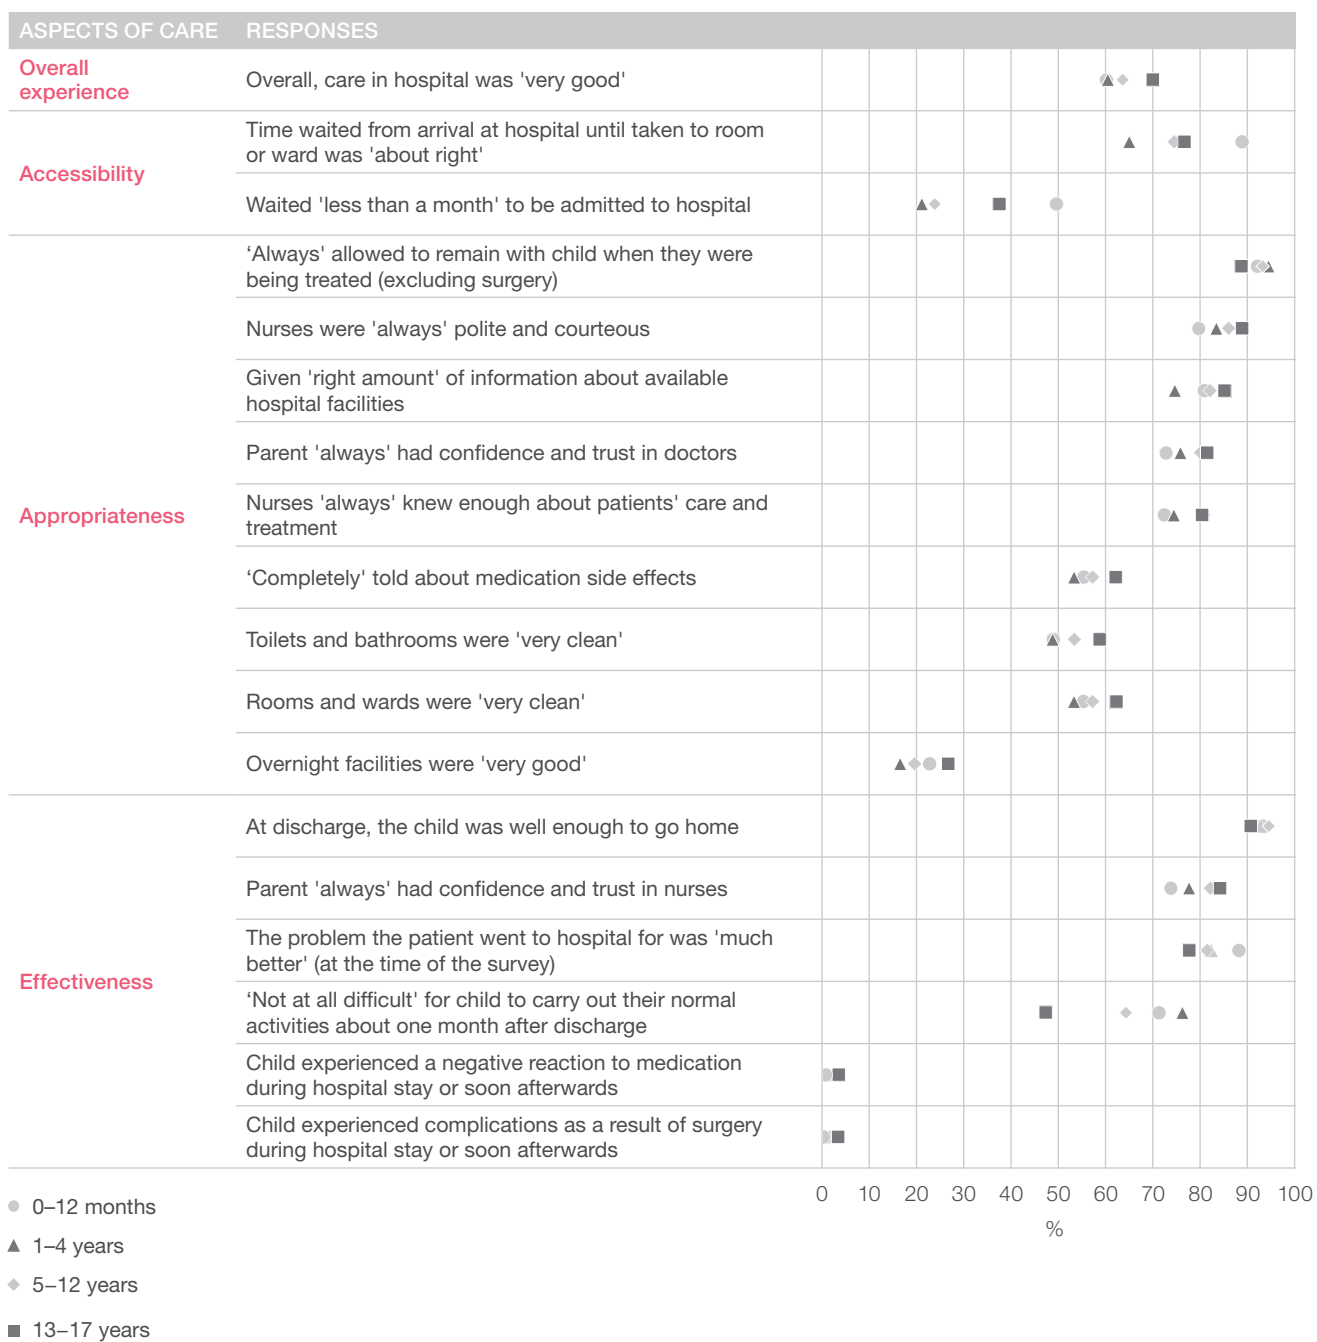 ASPECTS OF CARE RESPONSES
Overall
experience
Overall, care in hospital was 'very good'
Accessibility
Time waited from arrival at hospital until taken to room
or ward was 'about right'
Waited 'less than a month' to be admitted to hospital
Appropriateness
‘Always' allowed to remain with child when they were
being treated (excluding surgery)
Nurses were 'always' polite and courteous
Given 'right amount' of information about available
hospital facilities
Parent 'always' had confidence and trust in doctors
Nurses 'always' knew enough about patients' care and
treatment
‘Completely' told about medication side effects
Toilets and bathrooms were 'very clean'
Rooms and wards were 'very clean'
Overnight facilities were 'very good'
Effectiveness
At discharge, the child was well enough to go home
Parent 'always' had confidence and trust in nurses
The problem the patient went to hospital for was 'much
better' (at the time of the survey)
‘Not at all difficult' for child to carry out their normal
activities about one month after discharge
Child experienced a negative reaction to medication
during hospital stay or soon afterwards
Child experienced complications as a result of surgery
during hospital stay or soon afterwards
0 10 20 30 40 50 60 70 80 90 100
%
0–12 months
1–4 years
5–12 years
13–17 years